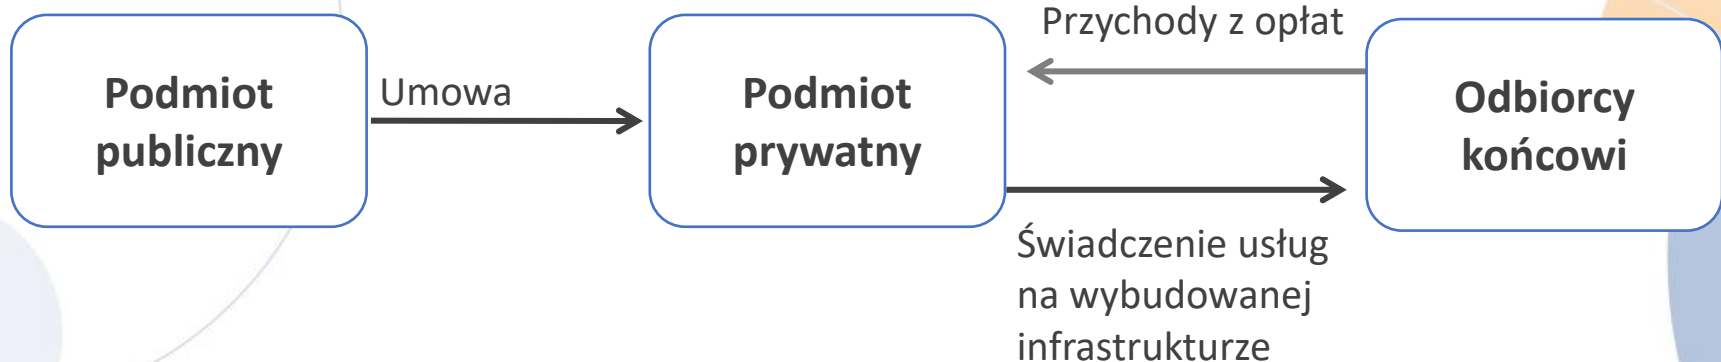 Podmiot
publiczny
Umowa
Podmiot
prywatny
Przychody z opłat
Świadczenie usług
na wybudowanej
infrastrukturze
Odbiorcy
końcowi